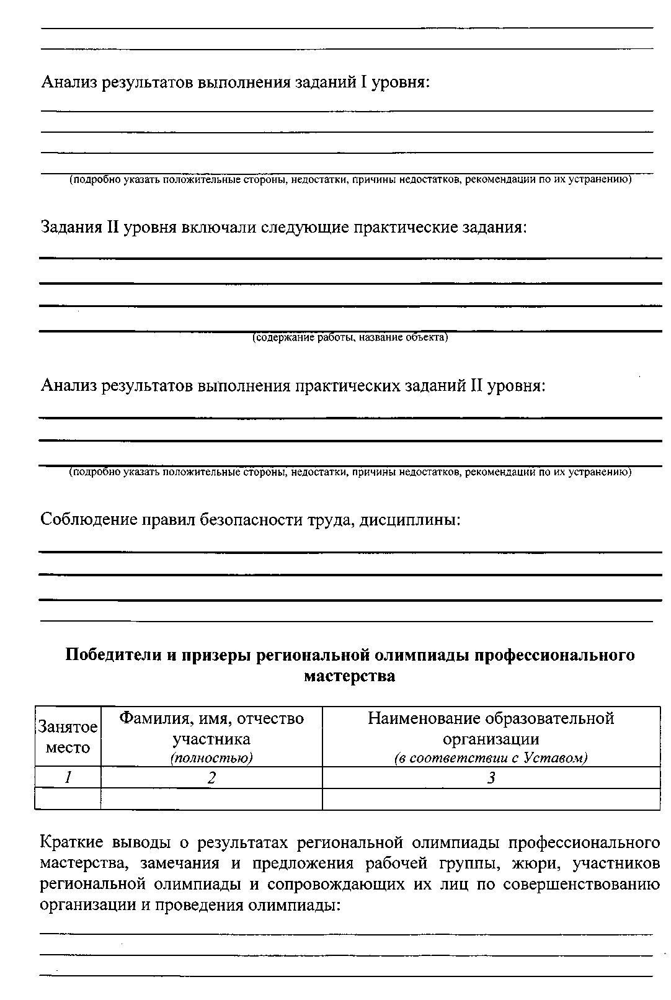 Анализ результатов выполнения заданий I уровня:
(подробно указать положительные стороны, недостатки, причины недостатков, рекомендации по их устранению)
Задания II уровня включали следующие практические задания:
(содержание работы, название объекта)
Анализ результатов выполнения практических заданий II уровня:
(подробно указать положительные стороны, недостатки, причины недостатков, рекомендации по их устранению)
Соблюдение правил безопасности труда, дисциплины:
Победители и призеры региональной олимпиады профессионального
мастерства
Занятое
место
Фамилия, имя, отчество
участника
(полностью)
Наименование образовательной
организации
(в соответствии с Уставом)
1
2
3
Краткие выводы о результатах региональной олимпиады профессионального
мастерства, замечания и предложения рабочей группы, жюри, участников
региональной олимпиады и сопровождающих их лиц по совершенствованию
организации и проведения олимпиады: